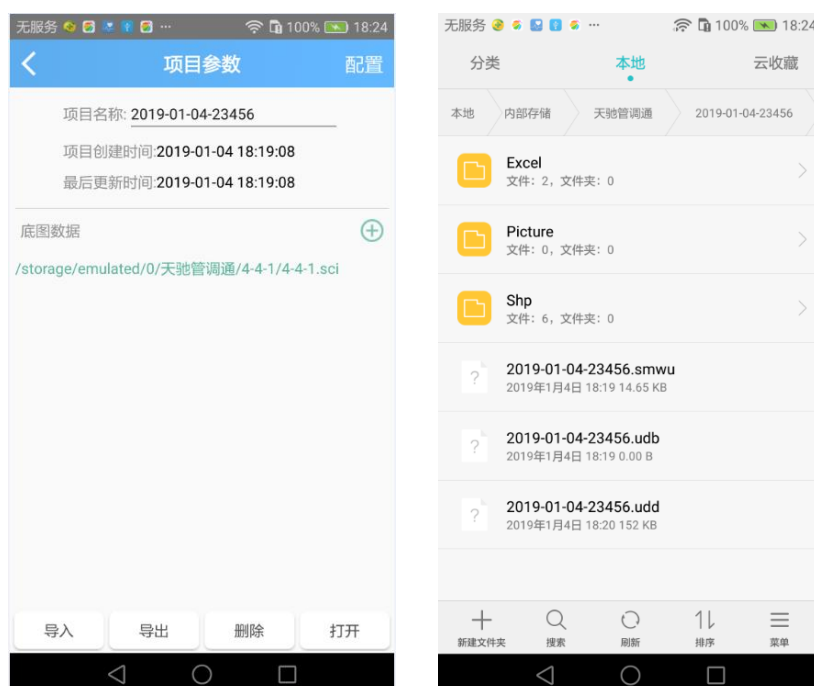 无服务 ... 100% 18:24
项目参数 配置
项目名称: 2019-01-04-23456
项目创建时间:2019-01-04 18:19:08
最后更新时间:2019-01-04 18:19:08
底图数据
/storage/emulated/0/天驰管调通/4-4-1/4-4-1.sci
导入 导出 删除 打开
无服务 ... 100% 18:24
分类 本地 云收藏
本地 内部存储 天驰管调通 2019-01-04-23456
Excel
文件: 2, 文件夹: 0
Picture
文件: 0, 文件夹: 0
Shp
文件: 6, 文件夹: 0
? 2019-01-04-23456.smwu
2019年1月4日 18:19 14.65 KB
? 2019-01-04-23456.udb
2019年1月4日 18:19 0.00 B
? 2019-01-04-23456.udd
2019年1月4日 18:20 152 KB
新建文件夹 搜索 刷新 排序 菜单